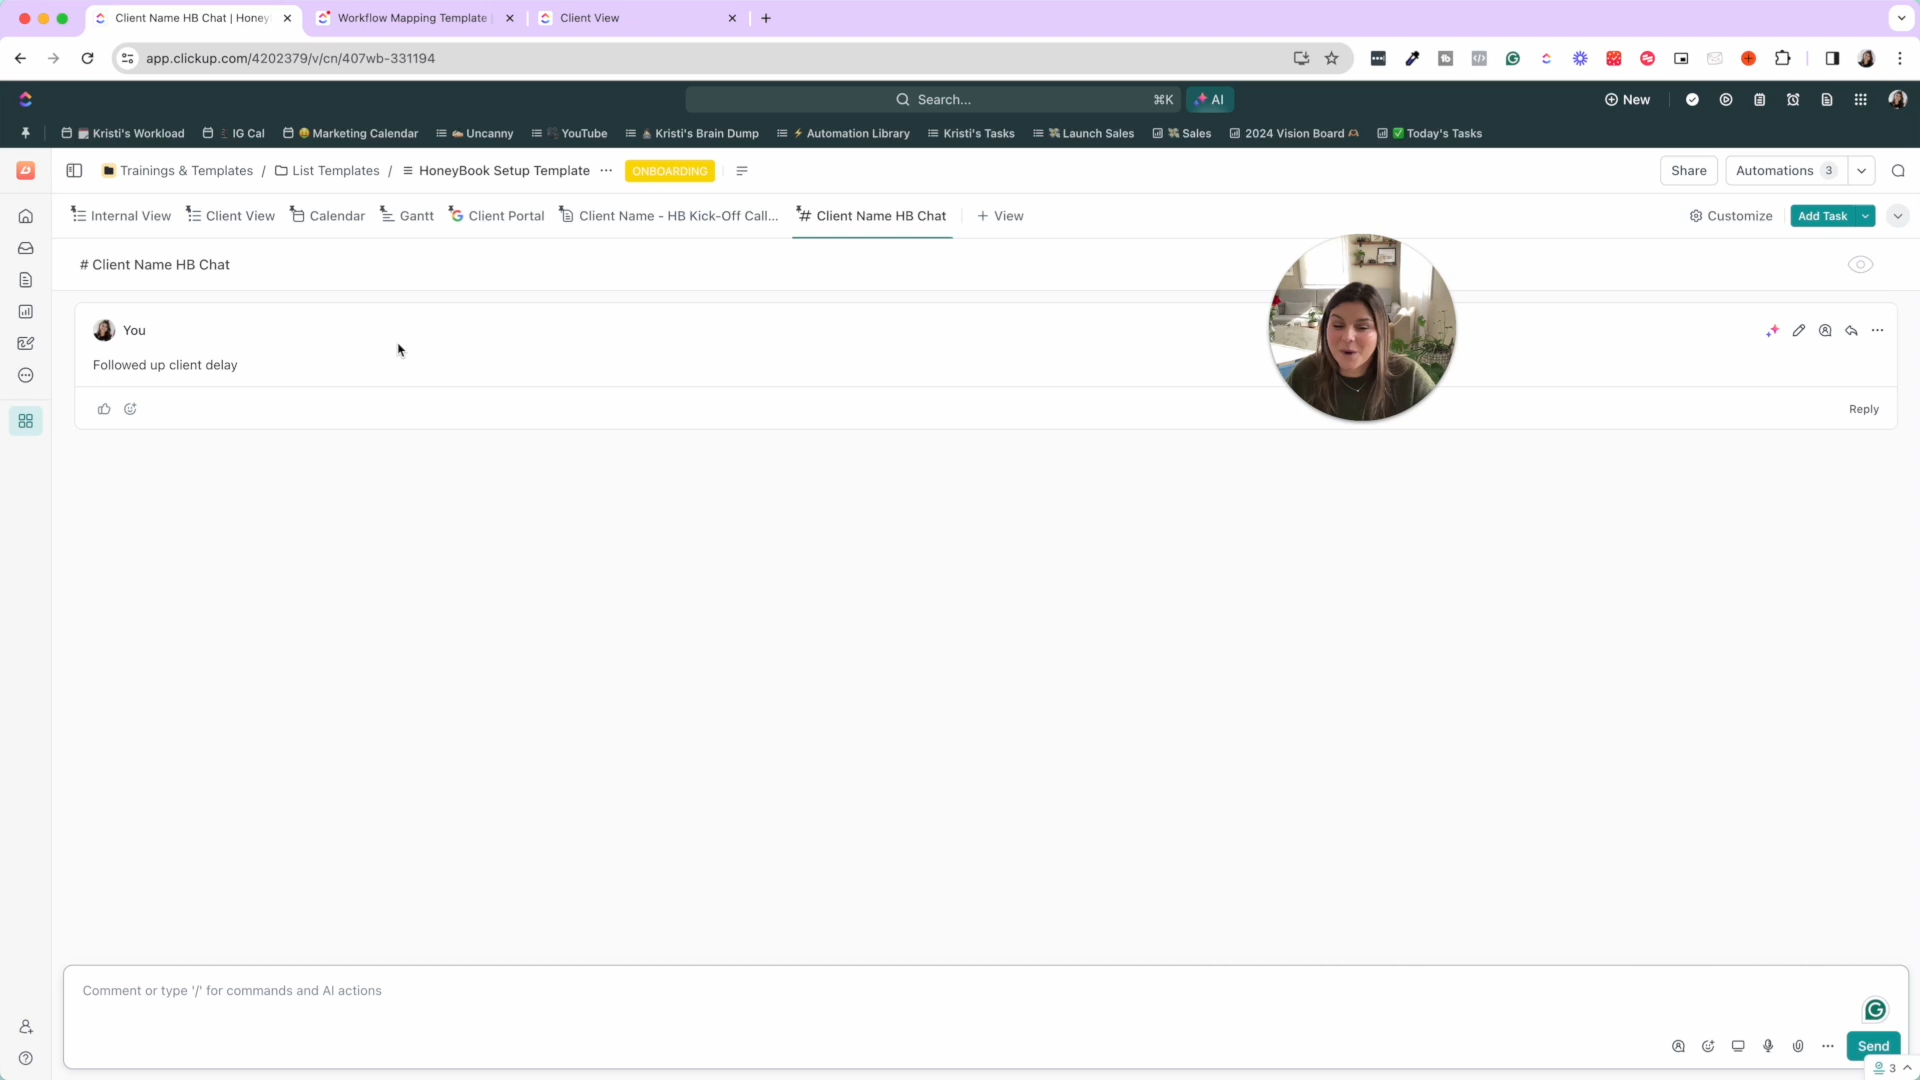 Client Name HB Chat | Honey
Workflow Mapping Template
Client View
app.clickup.com/4202379/v/cn/407wb-331194
Search...
⌘K
AI
New
Kristi's Workload
IG Cal
Marketing Calendar
Uncanny
YouTube
Kristi's Brain Dump
Automation Library
Kristi's Tasks
Launch Sales
Sales
2024 Vision Board
Today's Tasks
Trainings & Templates / List Templates / HoneyBook Setup Template ... ONBOARDING
Share
Automations 3
Internal View
Client View
Calendar
Gantt
Client Portal
Client Name - HB Kick-Off Call...
# Client Name HB Chat
+ View
Customize
Add Task
# Client Name HB Chat
You
Followed up client delay
Reply
Comment or type '/' for commands and AI actions
Send
3